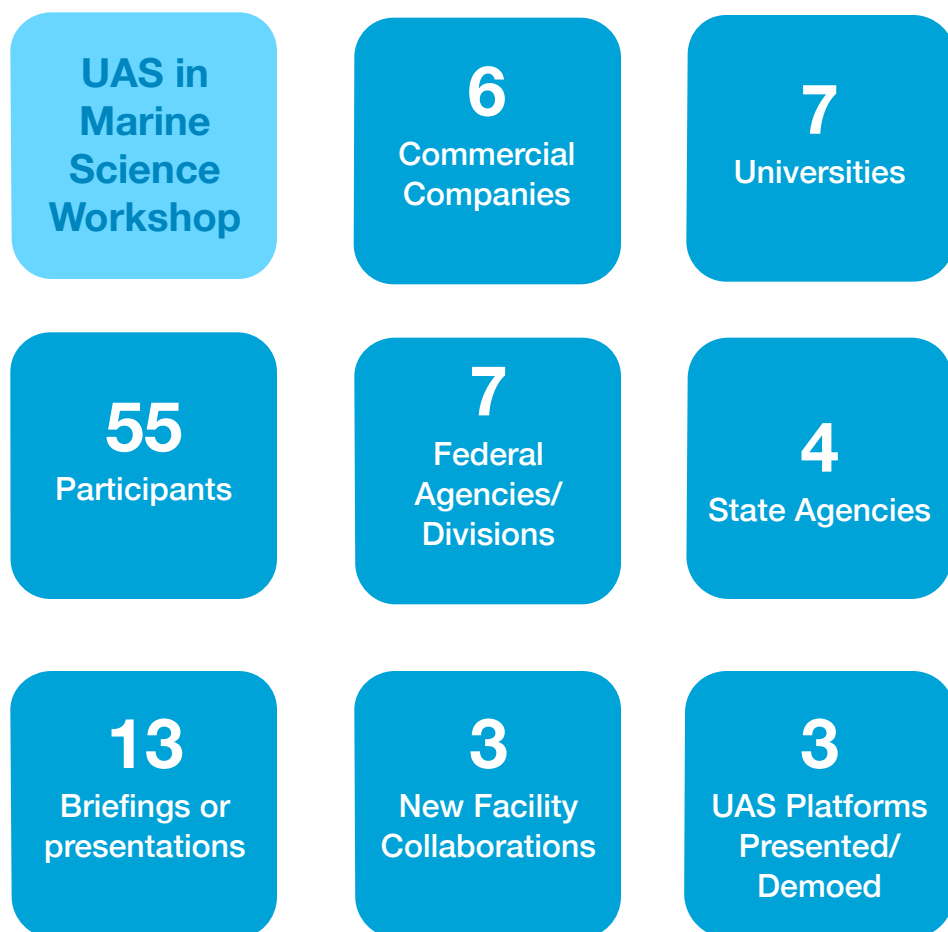 UAS in
Marine
Science
Workshop
6
Commercial
Companies
7
Universities
55
Participants
7
Federal
Agencies/
Divisions
4
State Agencies
13
Briefings or
presentations
3
New Facility
Collaborations
3
UAS Platforms
Presented/
Demoed